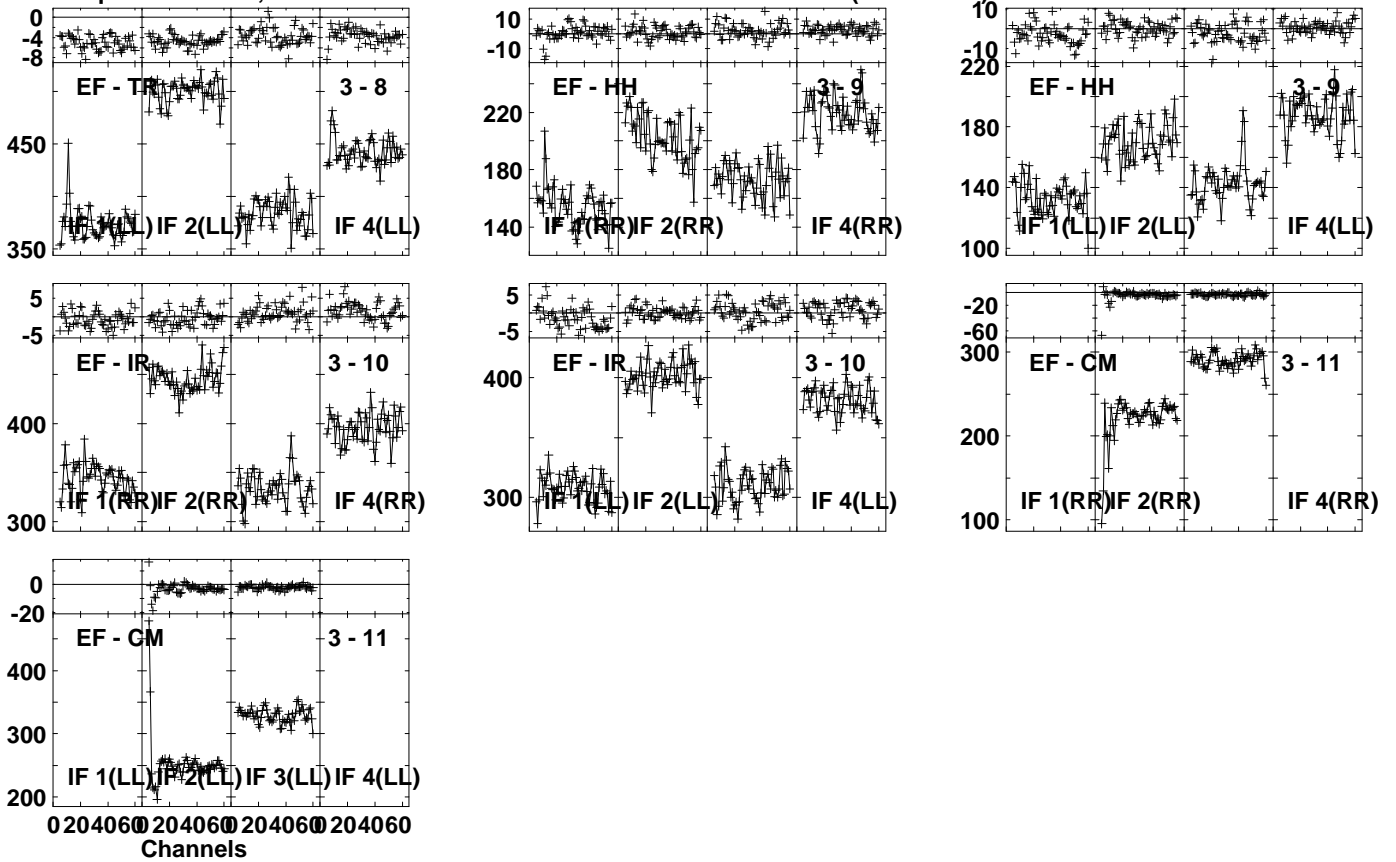 0
-4
-8
EF - TR
3 - 8
450
350
IF 1(LL) IF 2(LL) IF 4(LL)
10
-10
EF - HH
3 - 9
220
180
140
IF 1(RR) IF 2(RR) IF 4(RR)
10
-10
220
EF - HH
3 - 9
180
140
100
IF 1(LL) IF 2(LL) IF 4(LL)
5
-5
EF - IR
3 - 10
400
300
IF 1(RR) IF 2(RR) IF 4(RR)
5
-5
EF - IR
3 - 10
400
300
IF 1(LL) IF 2(LL) IF 4(LL)
-20
-60
300
EF - CM
3 - 11
200
100
IF 1(RR) IF 2(RR) IF 4(RR)
0
-20
EF - CM
3 - 11
400
300
200
IF 1(LL) IF 2(LL) IF 3(LL) IF 4(LL)
0 20 40 60 0 20 40 60 0 20 40 60 0 20 40 60
Channels